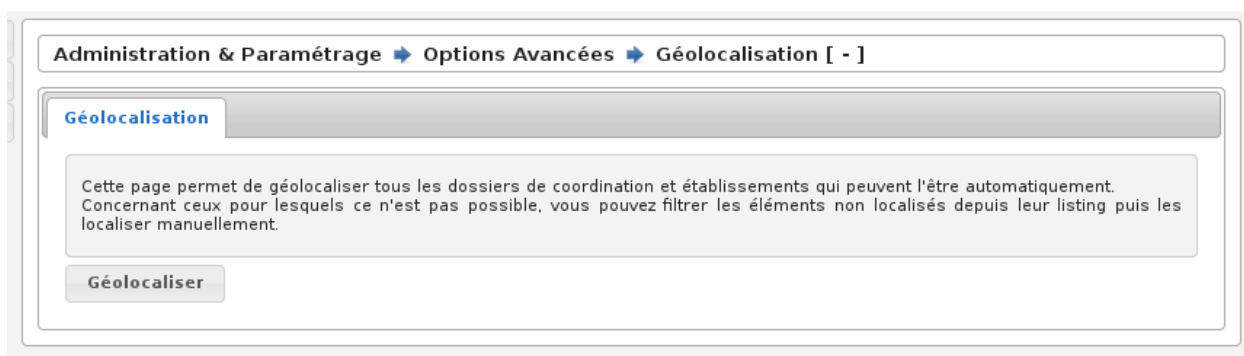 Administration & Paramétrage ➧ Options Avancées ➧ Géolocalisation [ - ]
Géolocalisation
Cette page permet de géolocaliser tous les dossiers de coordination et établissements qui peuvent l'être automatiquement.
Concernant ceux pour lesquels ce n'est pas possible, vous pouvez filtrer les éléments non localisés depuis leur listing puis les
localiser manuellement.
Géolocaliser